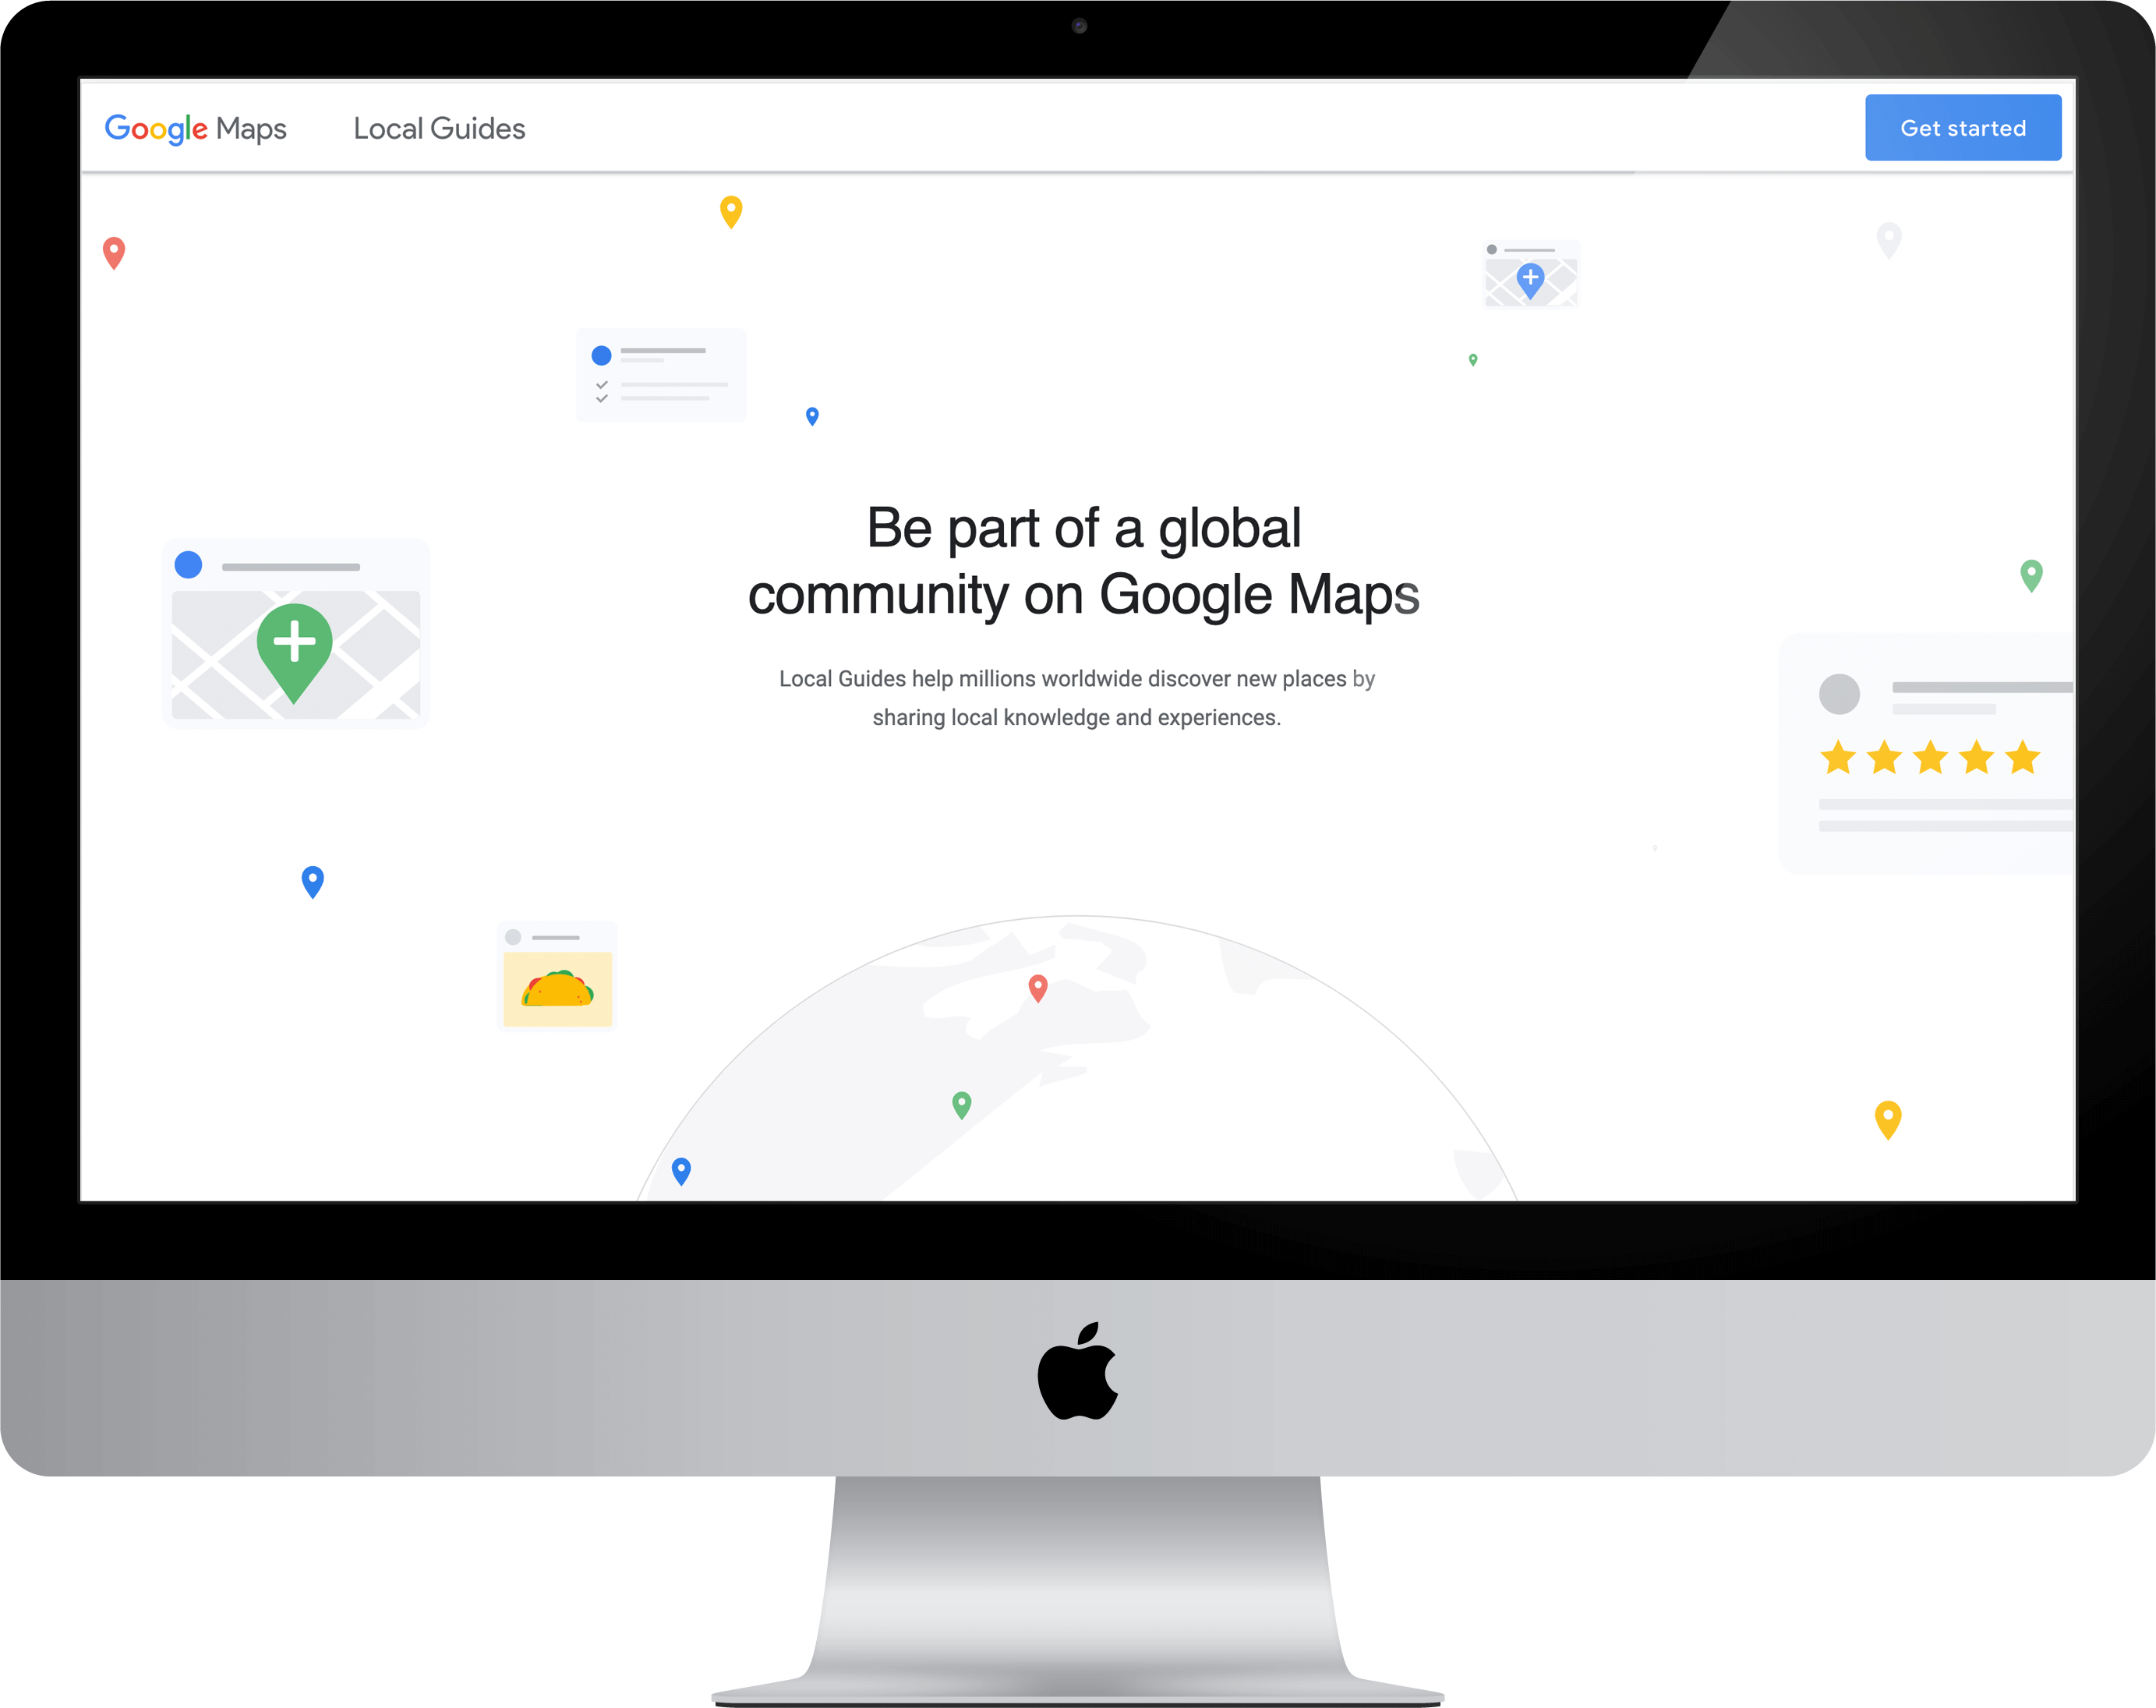 Google Maps
Local Guides
Get started
Be part of a global
community on Google Maps
Local Guides help millions worldwide discover new places by
sharing local knowledge and experiences.